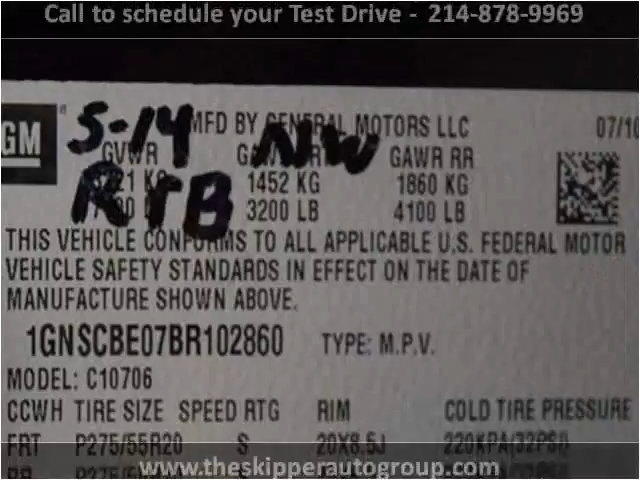 Call to schedule your Test Drive - 214-878-9969
GM ® 5-14 MFD BY GENERAL MOTORS LLC 07/10
GVWR GAWR RR
KG 1452 KG 1860 KG
RTB 3200 LB 4100 LB
THIS VEHICLE CONFORMS TO ALL APPLICABLE U.S. FEDERAL MOTOR
VEHICLE SAFETY STANDARDS IN EFFECT ON THE DATE OF
MANUFACTURE SHOWN ABOVE.
1GNSCBE07BR102860 TYPE: M.P.V.
MODEL: C10706
CCWH TIRE SIZE SPEED RTG RIM COLD TIRE PRESSURE
FRT P275/55R20 S 20X8.5J 220KPA(32PSI)
www.theskipperautogroup.com